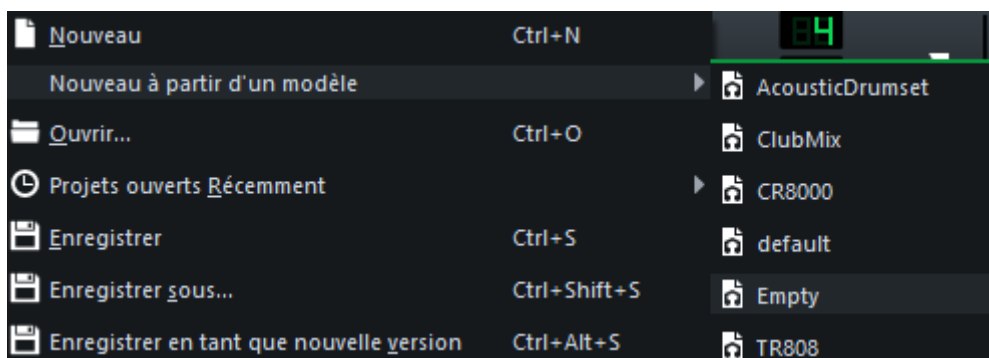 Nouveau Ctrl+N 4
Nouveau à partir d'un modèle
AcousticDrumset
Ouvrir... Ctrl+O
ClubMix
Projets ouverts Récemment
CR8000
Enregistrer Ctrl+S
default
Enregistrer sous... Ctrl+Shift+S
Empty
Enregistrer en tant que nouvelle version Ctrl+Alt+S
TR808